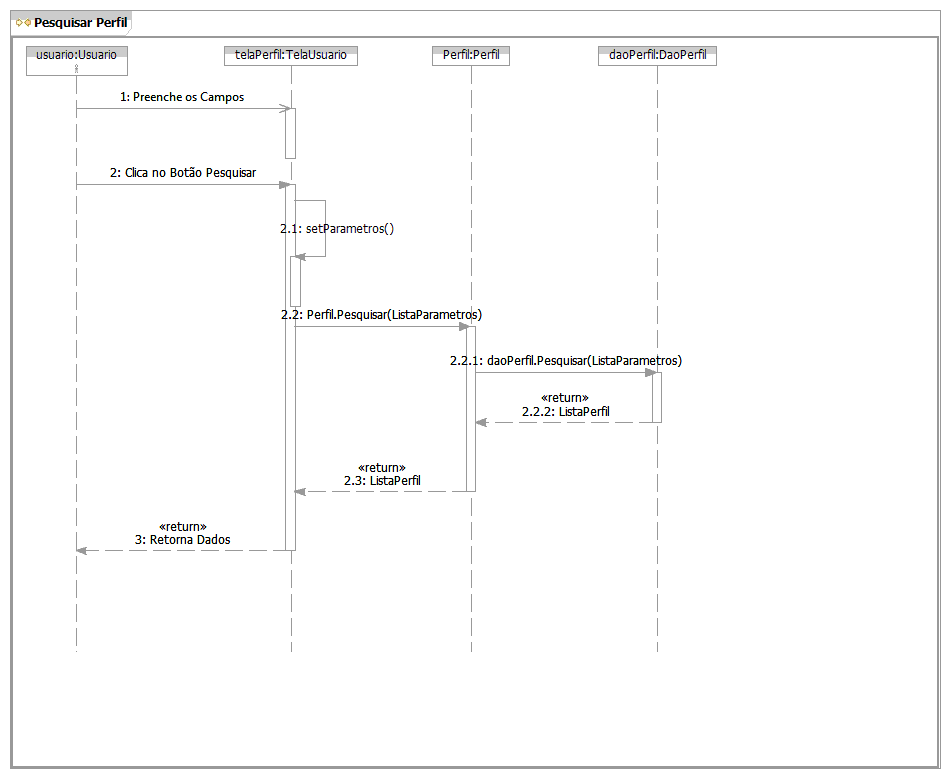 Pesquisar Perfil
usuario:Usuario
telaPerfil:TelaUsuario
Perfil:Perfil
daoPerfil:DaoPerfil
1: Preenche os Campos
2: Clica no Botão Pesquisar
2.1: setParametros()
2.2: Perfil.Pesquisar(ListaParametros)
2.2.1: daoPerfil.Pesquisar(ListaParametros)
«return»
2.2.2: ListaPerfil
«return»
2.3: ListaPerfil
«return»
3: Retorna Dados